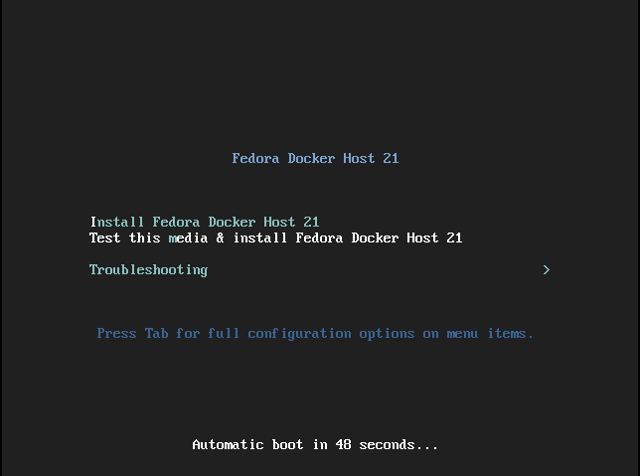 Fedora Docker Host 21
Install Fedora Docker Host 21
Test this media & install Fedora Docker Host 21
Troubleshooting >
Press Tab for full configuration options on menu items.
Automatic boot in 48 seconds...